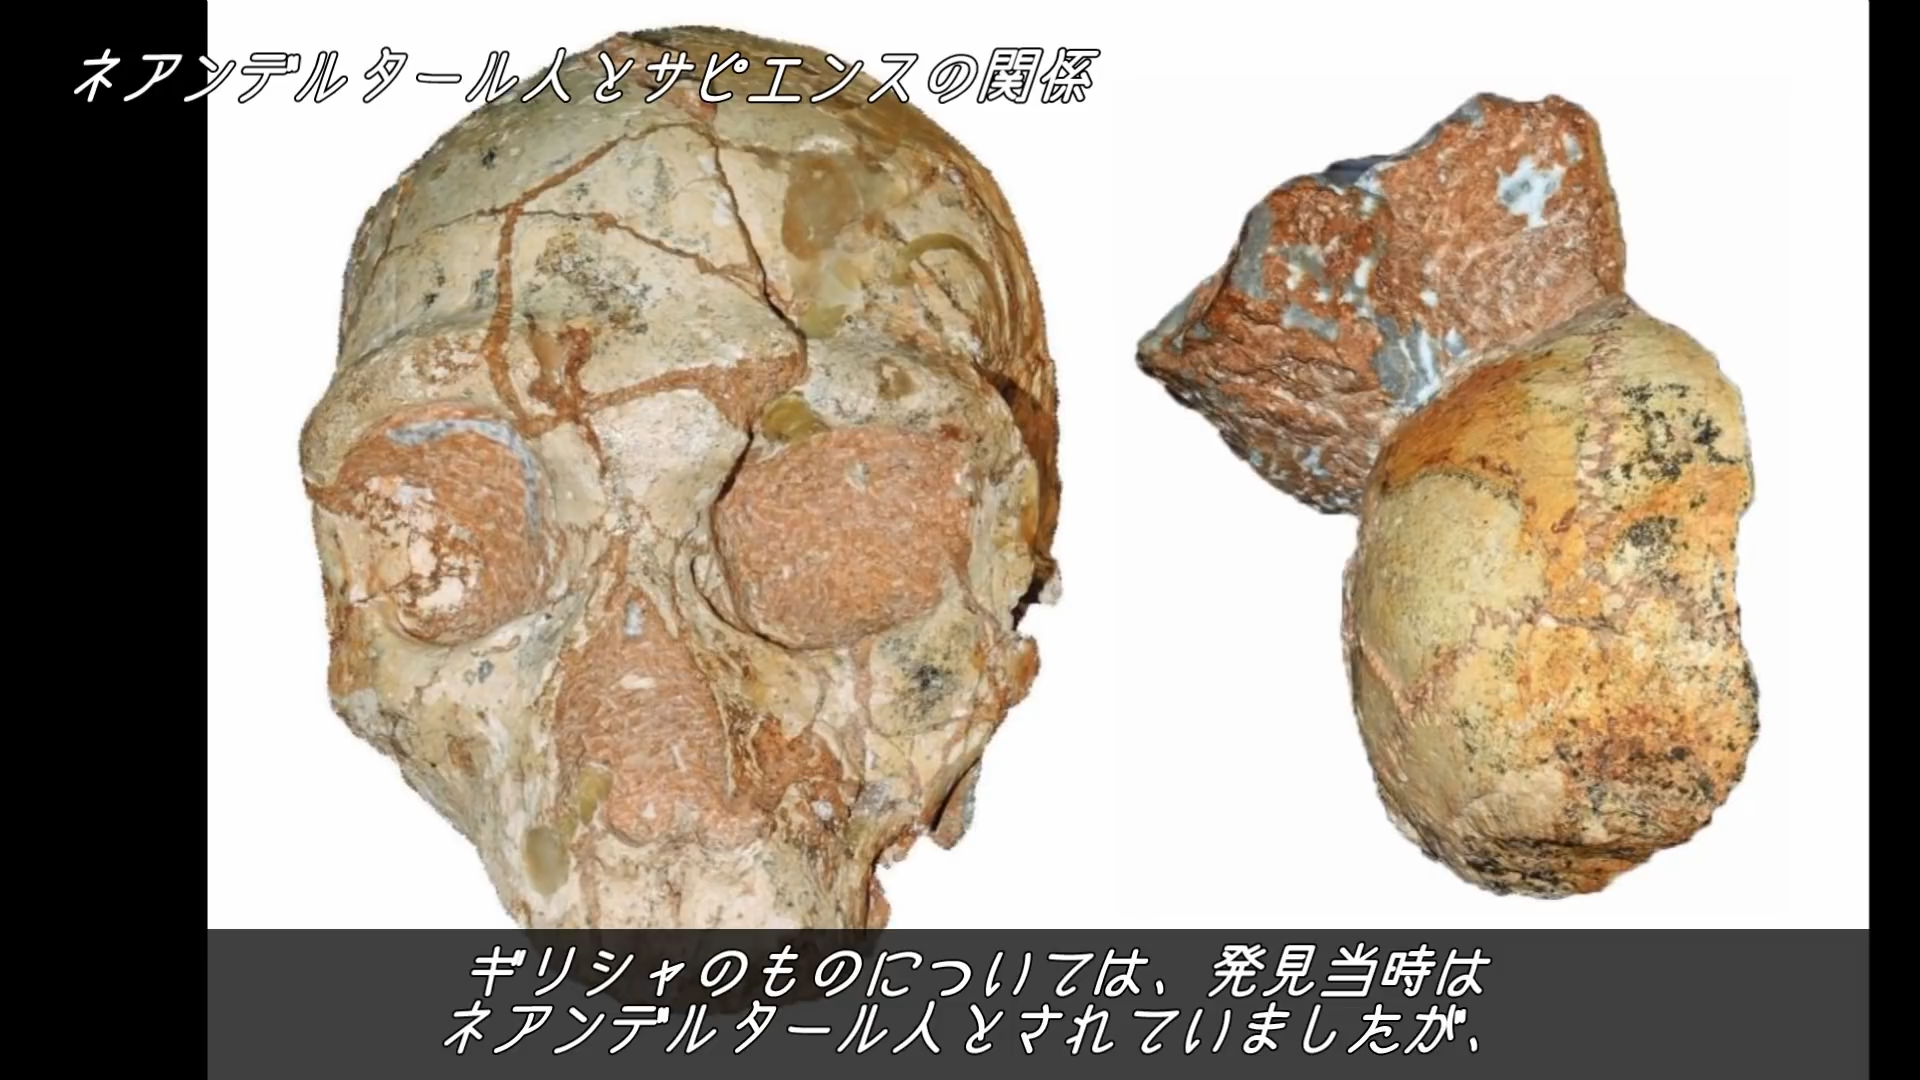 ネアンデルタール人とサピエンスの関係
ギリシャのものについては、発見当時は
ネアンデルタール人とされていましたが、